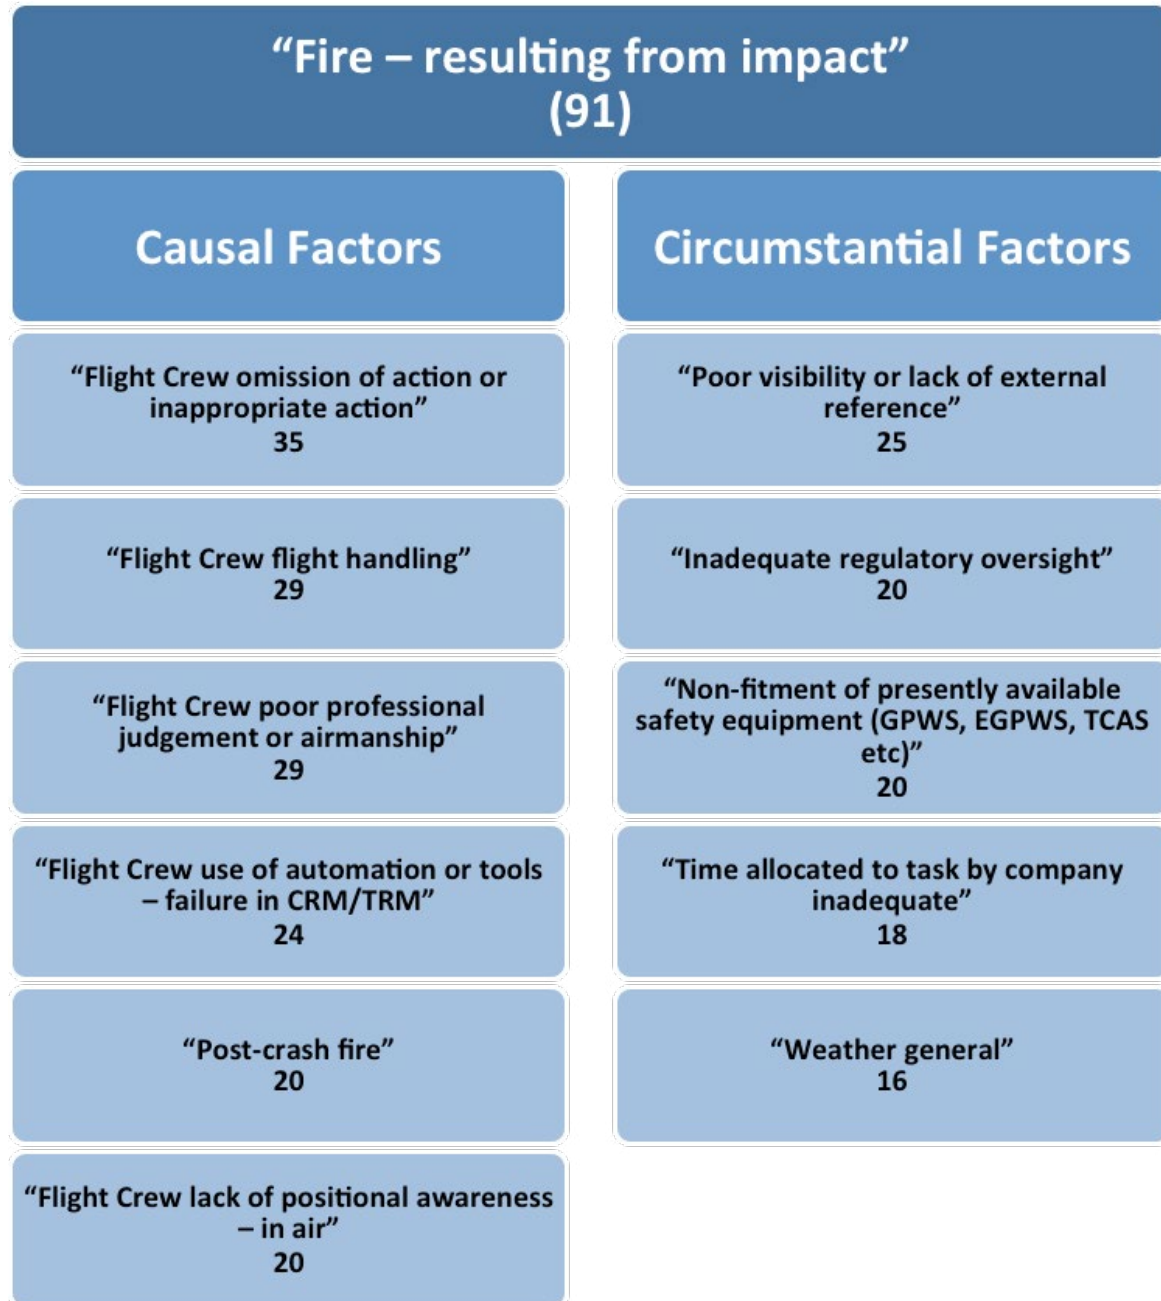 “Fire – resulting from impact”
(91)
Causal Factors
Circumstantial Factors
“Flight Crew omission of action or
inappropriate action”
35
“Poor visibility or lack of external
reference”
25
“Flight Crew flight handling”
29
“Inadequate regulatory oversight”
20
“Flight Crew poor professional
judgement or airmanship”
29
“Non-fitment of presently available
safety equipment (GPWS, EGPWS, TCAS
etc)”
20
“Flight Crew use of automation or tools
– failure in CRM/TRM”
24
“Time allocated to task by company
inadequate”
18
“Post-crash fire”
20
“Weather general”
16
“Flight Crew lack of positional awareness
– in air”
20